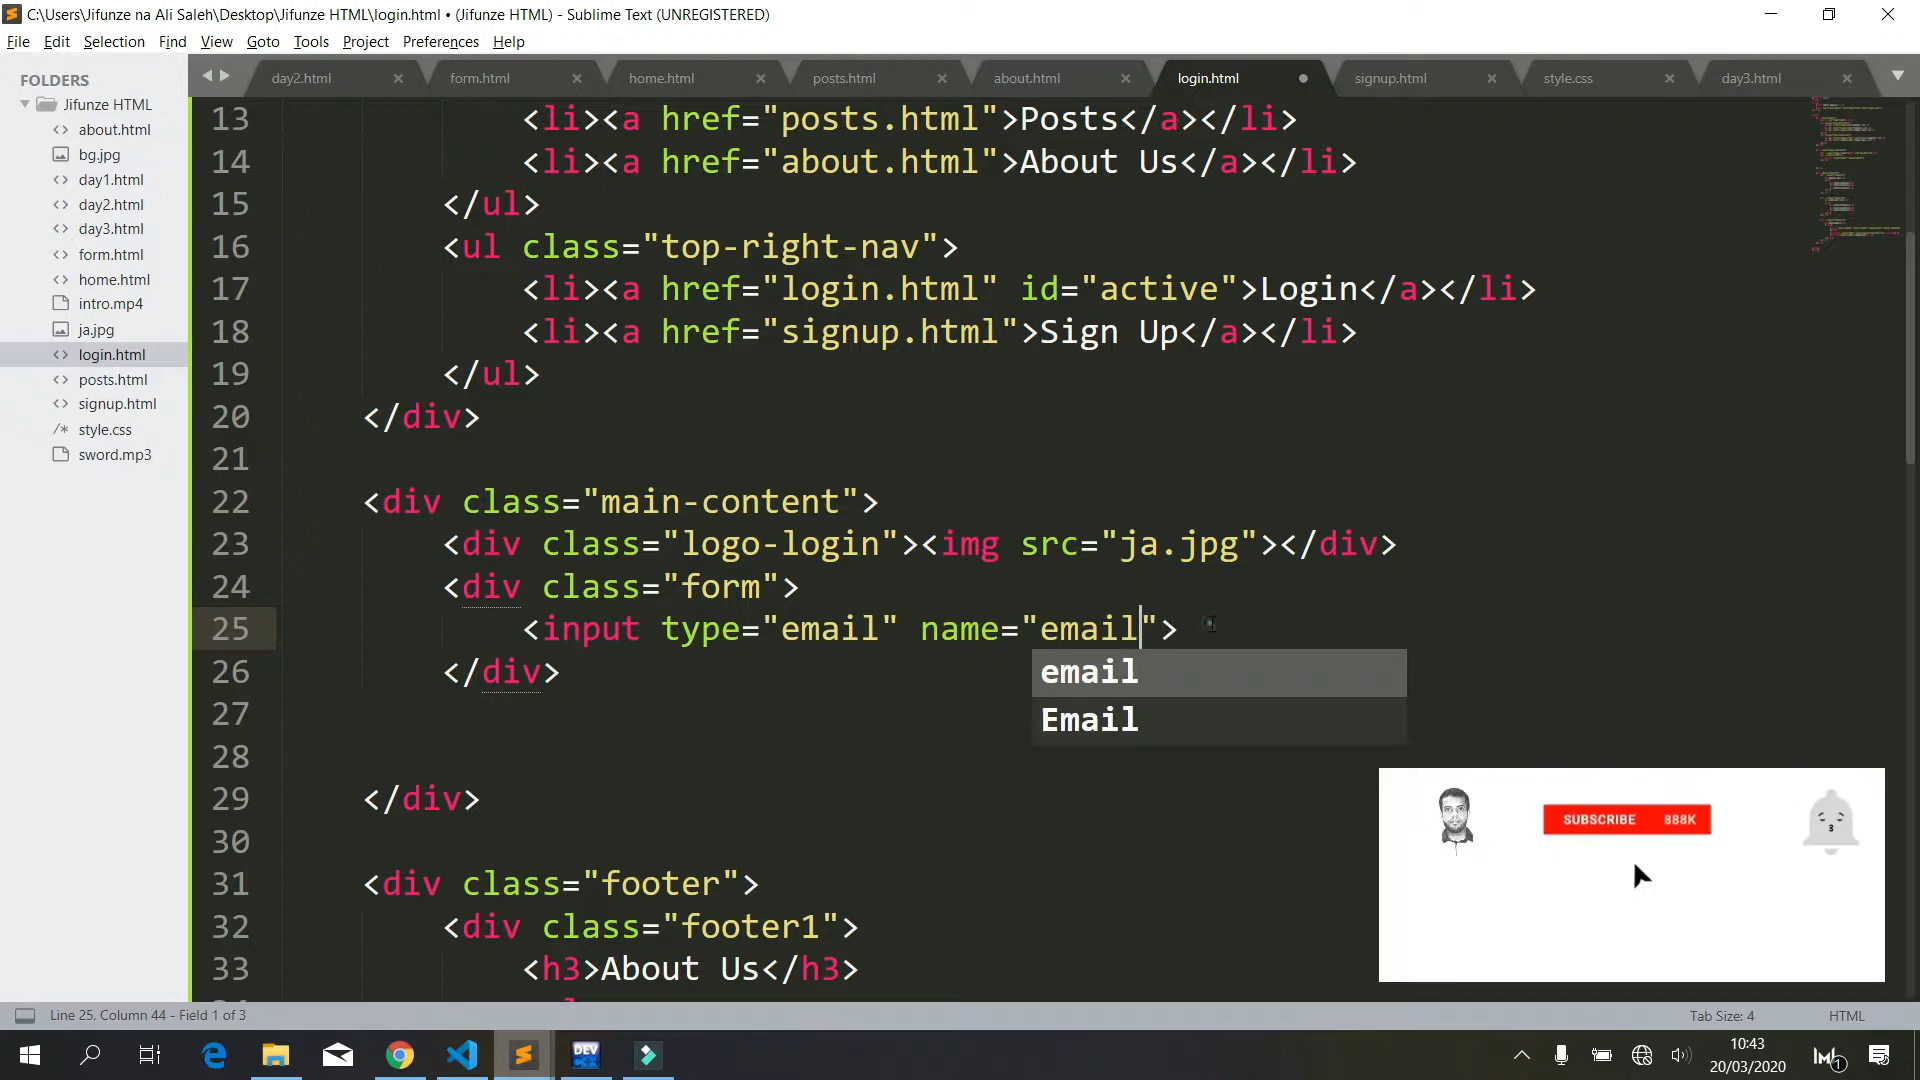 C:\Users\Jifunze na Ali Saleh\Desktop\Jifunze HTML\login.html • (Jifunze HTML) - Sublime Text (UNREGISTERED)
File Edit Selection Find View Goto Tools Project Preferences Help
FOLDERS
Jifunze HTML
about.html
bg.jpg
day1.html
day2.html
day3.html
form.html
home.html
intro.mp4
ja.jpg
login.html
posts.html
signup.html
style.css
sword.mp3
day2.html form.html home.html posts.html about.html login.html signup.html style.css day3.html
13 <li><a href="posts.html">Posts</a></li>
14 <li><a href="about.html">About Us</a></li>
15 </ul>
16 <ul class="top-right-nav">
17 <li><a href="login.html" id="active">Login</a></li>
18 <li><a href="signup.html">Sign Up</a></li>
19 </ul>
20 </div>
21
22 <div class="main-content">
23 <div class="logo-login"><img src="ja.jpg"></div>
24 <div class="form">
25 <input type="email" name="email">
26 </div>
email
Email
27
28
29 </div>
30
31 <div class="footer">
32 <div class="footer1">
33 <h3>About Us</h3>
SUBSCRIBE 888K
Line 25, Column 44 - Field 1 of 3
Tab Size: 4 HTML
DEV
10:43
20/03/2020
1